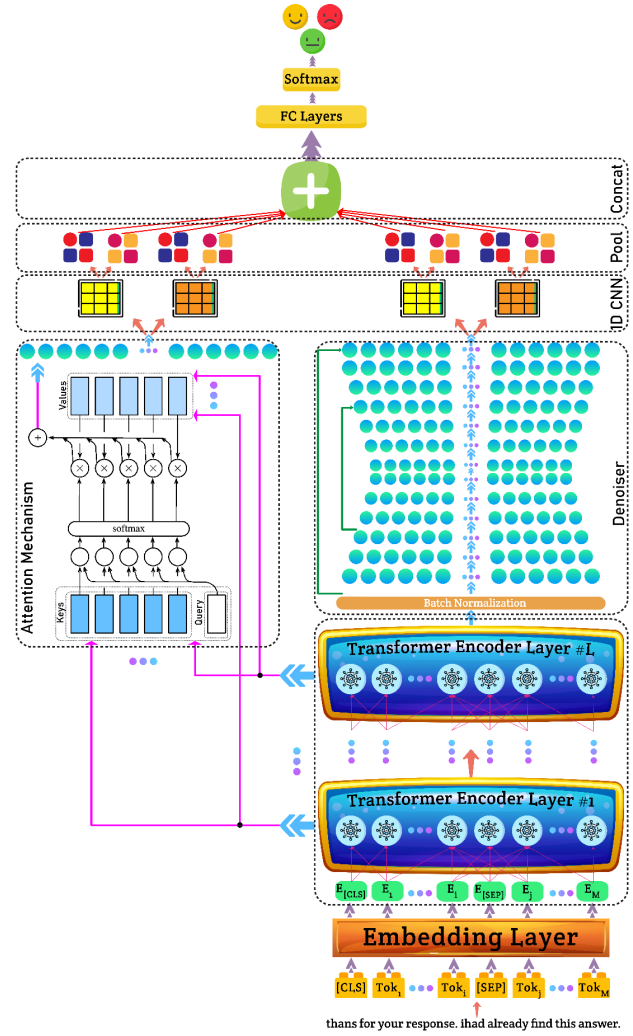 Softmax
FC Layers
Concat
Pool
1D CNN
Values
softmax
Keys
Query
Attention Mechanism
Denoiser
Batch Normalization
Transformer Encoder Layer #L
Transformer Encoder Layer #1
E[CLS] E1 Ei E[SEP] Ej EM
Embedding Layer
[CLS] Tok1 Toki [SEP] Tokj TokM
thans for your response. ihad already find this answer.